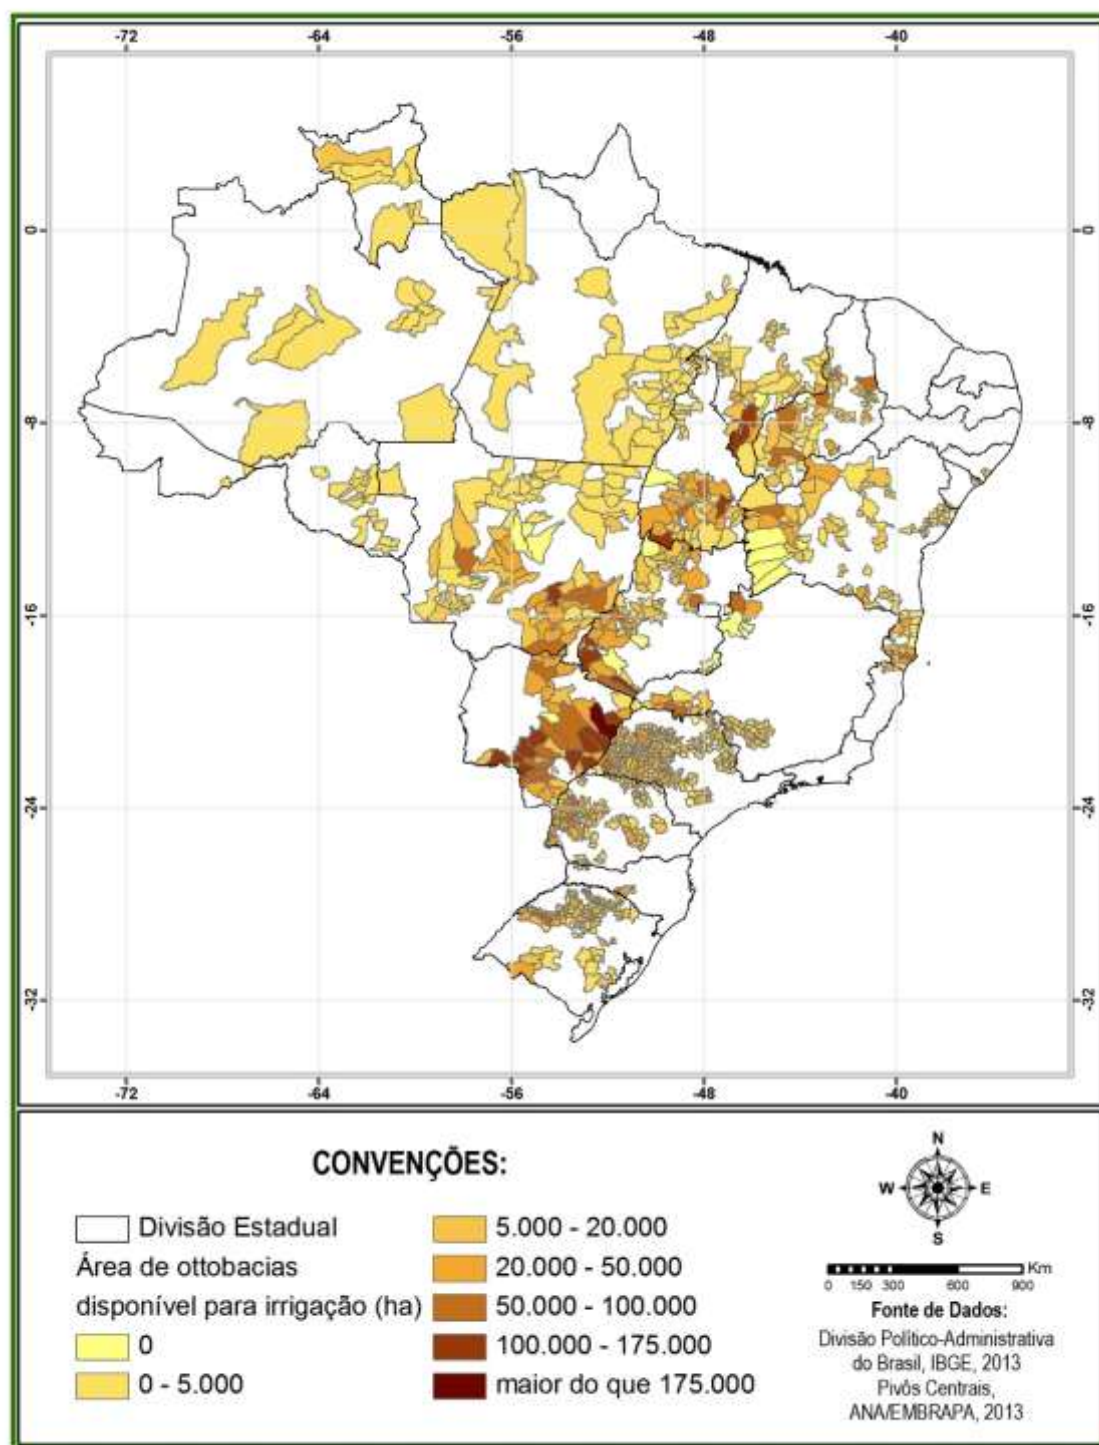 -72 -64 -56 -48 -40
0 0
-8 -8
-16 -16
-24 -24
-32 -32
-72 -64 -56 -48 -40
CONVENÇÕES:
Divisão Estadual
Área de ottobacias
disponível para irrigação (ha)
0
0 - 5.000
5.000 - 20.000
20.000 - 50.000
50.000 - 100.000
100.000 - 175.000
maior do que 175.000
N
W E
S
Km
0 150 300 600 900
Fonte de Dados:
Divisão Político-Administrativa
do Brasil, IBGE, 2013
Pivôs Centrais,
ANA/EMBRAPA, 2013